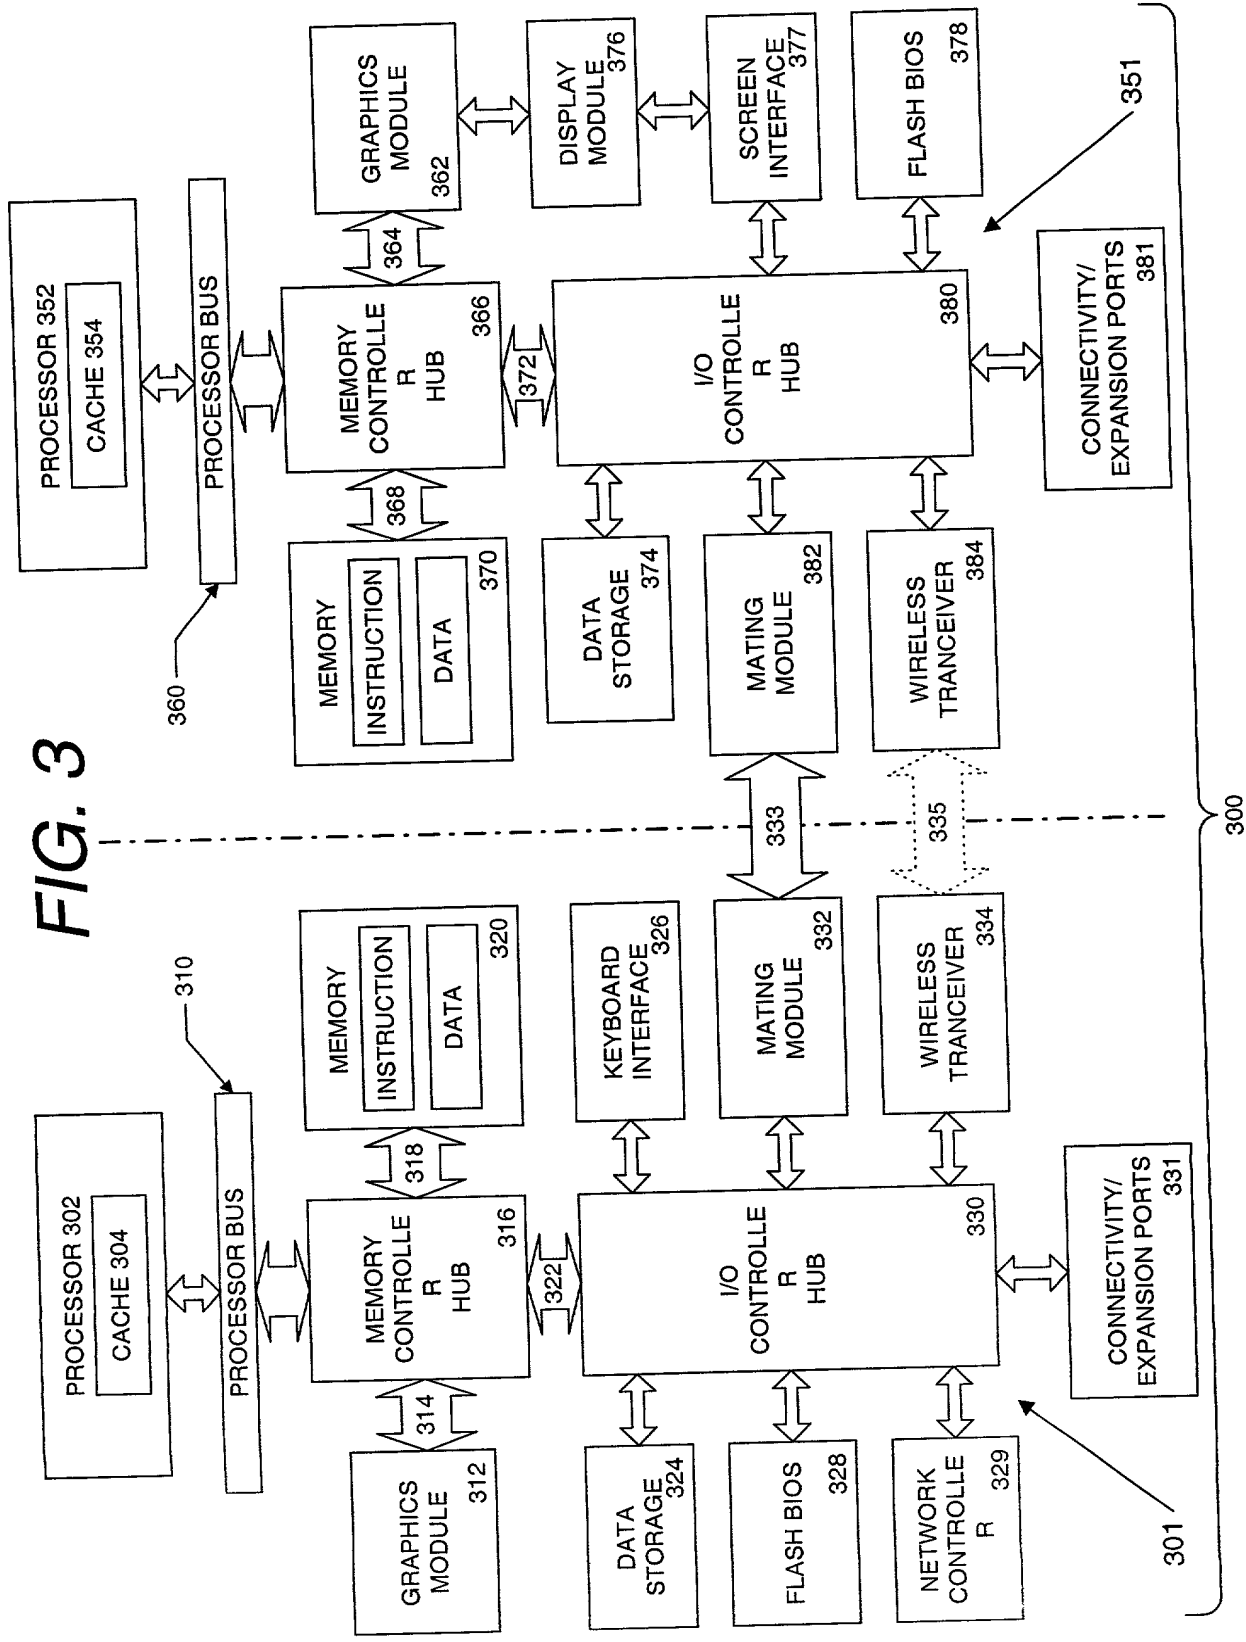 FIG. 3
310
PROCESSOR 302
CACHE 304
PROCESSOR BUS
GRAPHICS
MODULE
312
314
MEMORY
CONTROLLE
R
HUB
316
318
MEMORY
INSTRUCTION
DATA
320
322
DATA
STORAGE
324
FLASH BIOS
328
NETWORK
CONTROLLE
R
329
I/O
CONTROLLE
R
HUB
330
KEYBOARD
INTERFACE
326
MATING
MODULE
332
WIRELESS
TRANCEIVER
334
CONNECTIVITY/
EXPANSION PORTS
331
301
333
335
360
PROCESSOR 352
CACHE 354
PROCESSOR BUS
MEMORY
INSTRUCTION
DATA
370
368
MEMORY
CONTROLLE
R
HUB
366
364
GRAPHICS
MODULE
362
372
DISPLAY
MODULE
376
DATA
STORAGE
374
MATING
MODULE
382
WIRELESS
TRANCEIVER
384
I/O
CONTROLLE
R
HUB
380
SCREEN
INTERFACE
377
FLASH BIOS
378
CONNECTIVITY/
EXPANSION PORTS
381
351
300